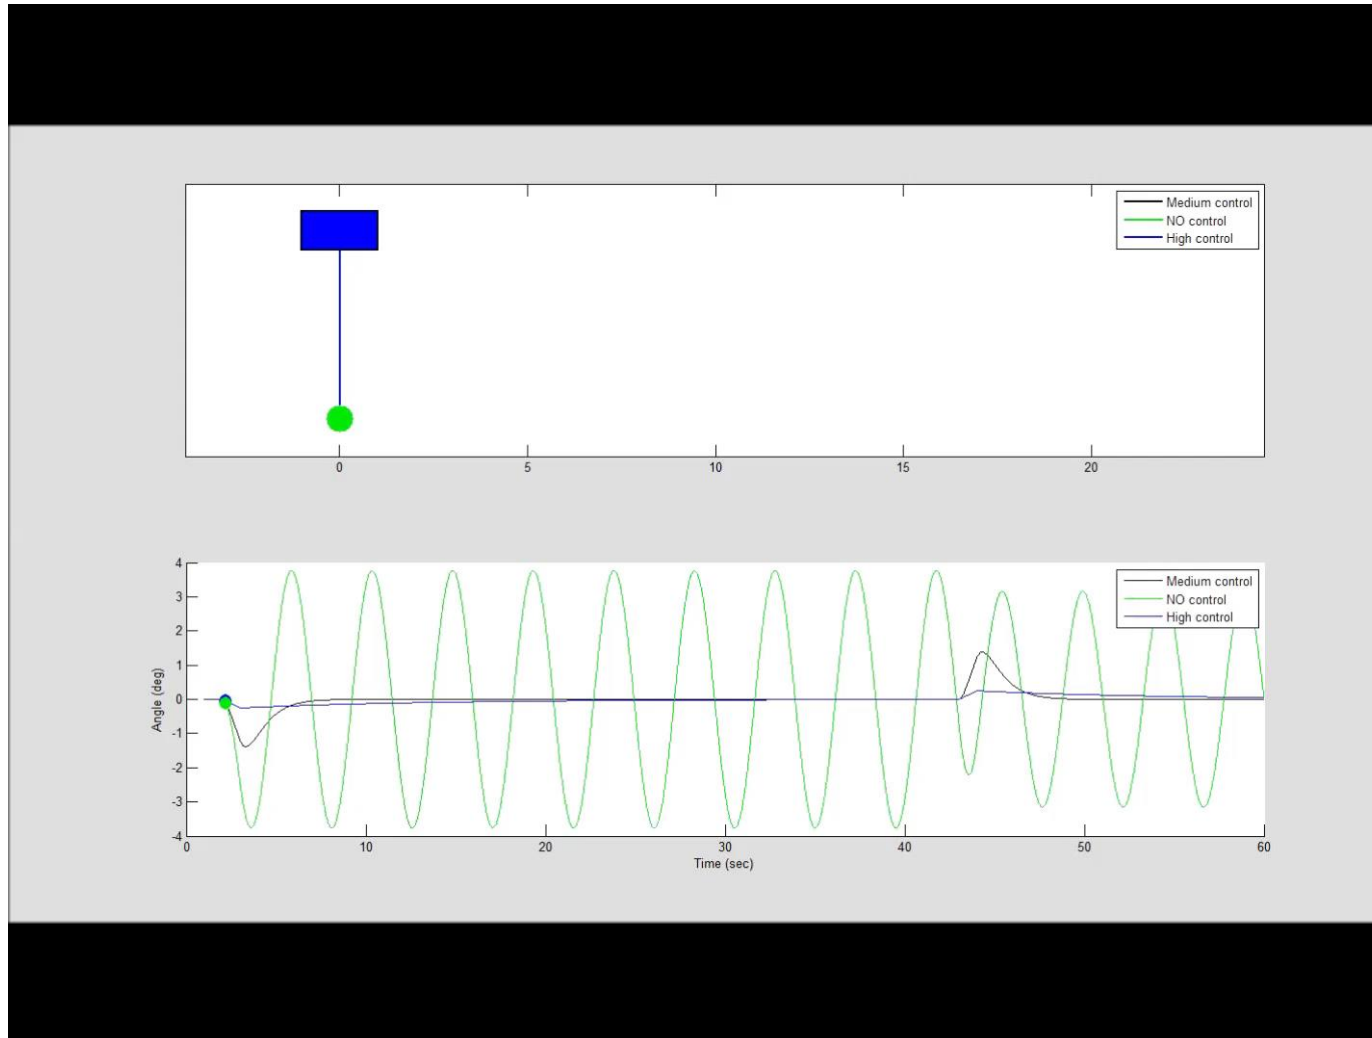 Medium control
NO control
High control
0 5 10 15 20
4
3
2
1
0
-1
-2
-3
-4
Angle (deg)
Medium control
NO control
High control
0 10 20 30 40 50 60
Time (sec)